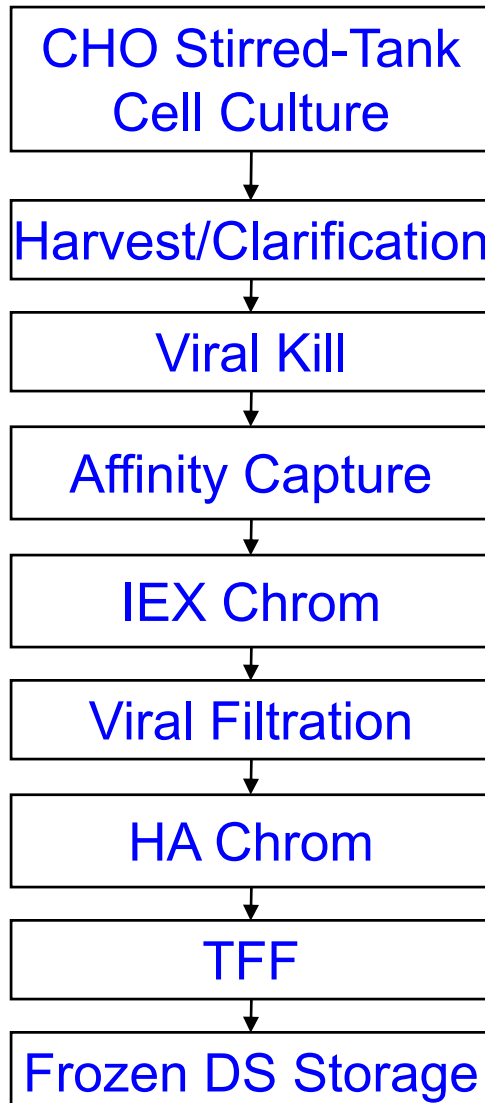 CHO Stirred-Tank
Cell Culture
Harvest/Clarification
Viral Kill
Affinity Capture
IEX Chrom
Viral Filtration
HA Chrom
TFF
Frozen DS Storage